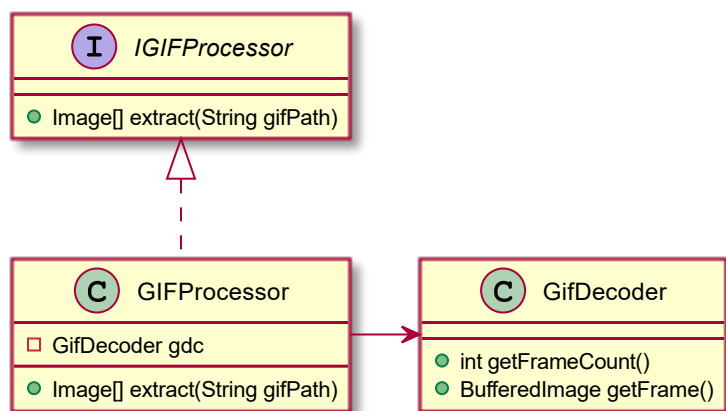 I IGIFProcessor
Image[] extract(String gifPath)
C GIFProcessor
GifDecoder gdc
Image[] extract(String gifPath)
C GifDecoder
int getFrameCount()
BufferedImage getFrame()